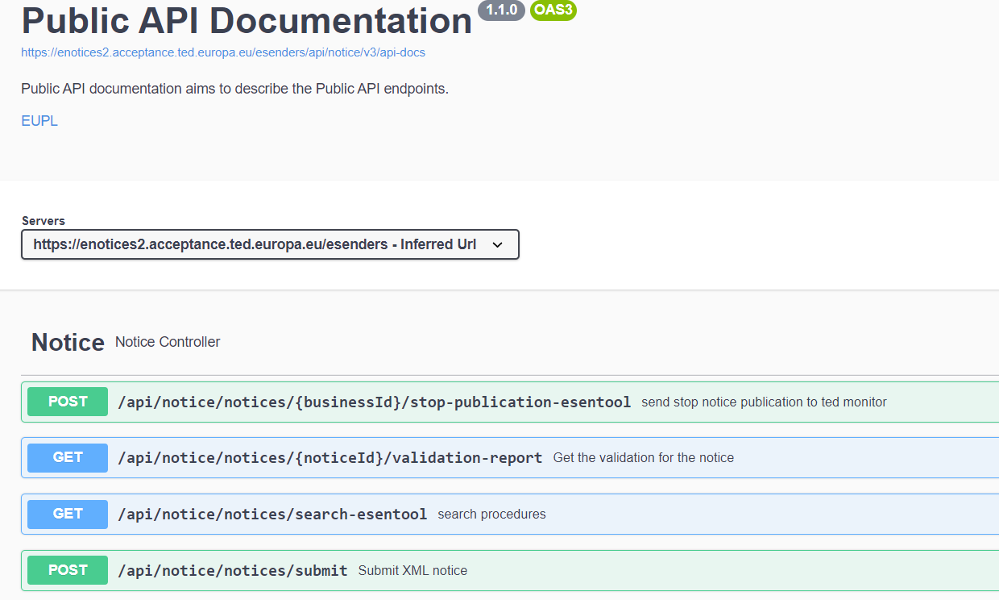 Public API Documentation 1.1.0 OAS3
https://enotices2.acceptance.ted.europa.eu/esenders/api/notice/v3/api-docs
Public API documentation aims to describe the Public API endpoints.
EUPL
Servers
https://enotices2.acceptance.ted.europa.eu/esenders - Inferred Url
Notice Notice Controller
POST /api/notice/notices/{businessId}/stop-publication-esentool send stop notice publication to ted monitor
GET /api/notice/notices/{noticeId}/validation-report Get the validation for the notice
GET /api/notice/notices/search-esentool search procedures
POST /api/notice/notices/submit Submit XML notice